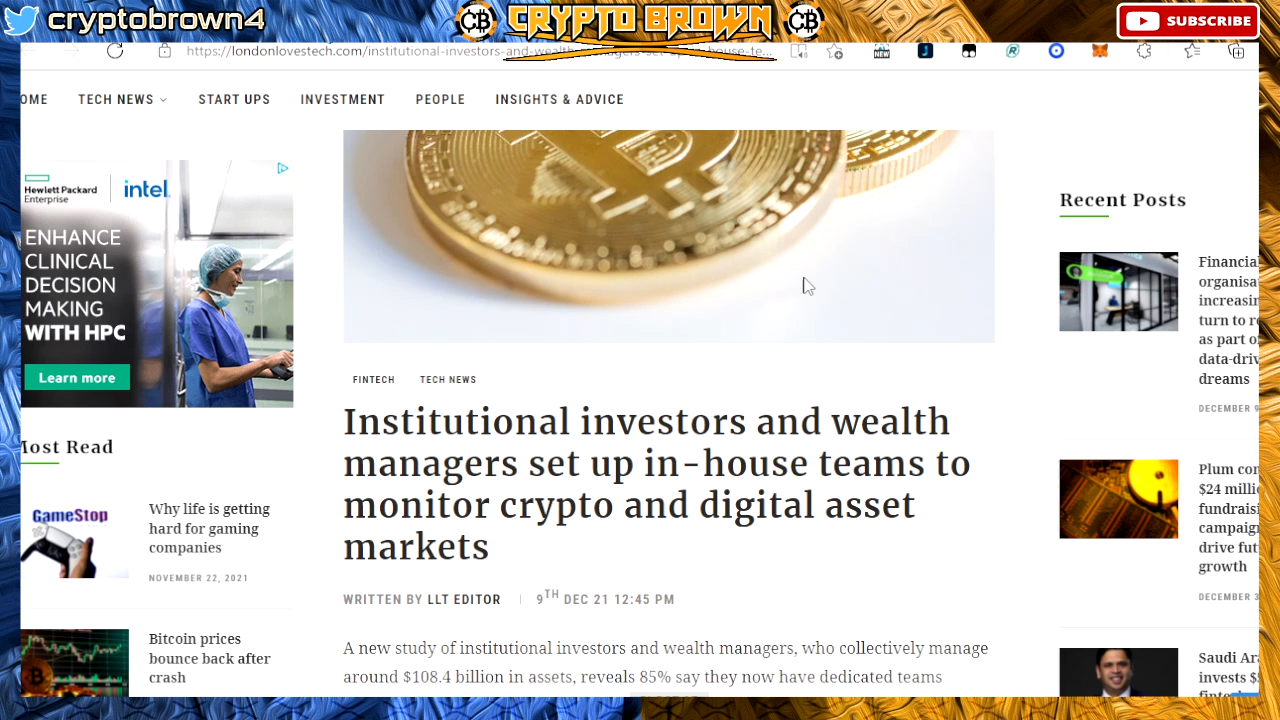 cryptobrown4
CB
CRYPTO BROWN
CB
SUBSCRIBE
https://londonlovestech.com/institutional-investors-and-wealth-
OME
TECH NEWS
START UPS
INVESTMENT
PEOPLE
INSIGHTS & ADVICE
Hewlett Packard
Enterprise
intel.
ENHANCE
CLINICAL
DECISION
MAKING
WITH HPC
Learn more
Most Read
GameStop
Why life is getting
hard for gaming
companies
NOVEMBER 22, 2021
Bitcoin prices
bounce back after
crash
FINTECH
TECH NEWS
Institutional investors and wealth
managers set up in-house teams to
monitor crypto and digital asset
markets
WRITTEN BY LLT EDITOR
9TH DEC 21 12:45 PM
A new study of institutional investors and wealth managers, who collectively manage
around $108.4 billion in assets, reveals 85% say they now have dedicated teams
Recent Posts
Financial
organisa
increasin
turn to r
as part o
data-driv
dreams
DECEMBER 9
Plum con
$24 milli
fundraisi
campaign
drive fut
growth
DECEMBER 3
Saudi Ar
invests $